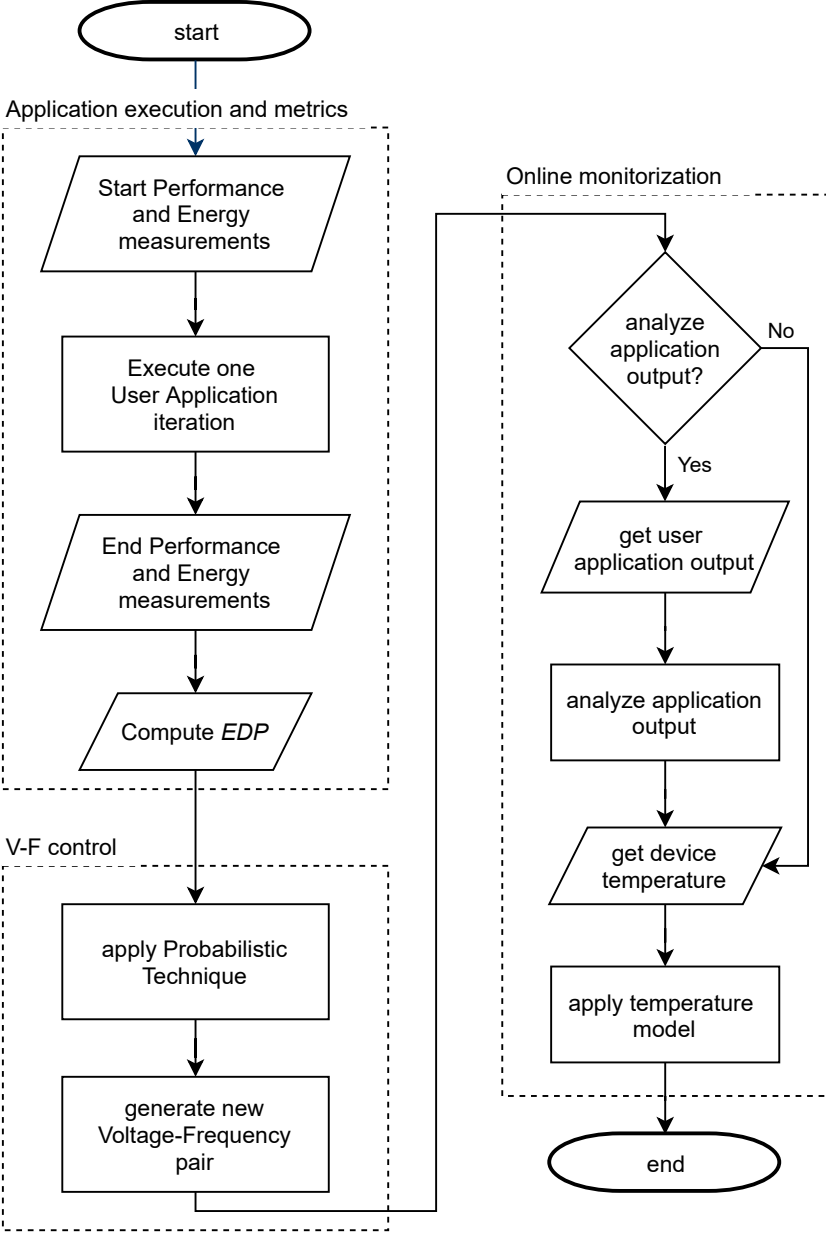 start
Application execution and metrics
Start Performance
and Energy
measurements
Execute one
User Application
iteration
End Performance
and Energy
measurements
Compute EDP
V-F control
apply Probabilistic
Technique
generate new
Voltage-Frequency
pair
Online monitorization
analyze
application
output?
No
Yes
get user
application output
analyze application
output
get device
temperature
apply temperature
model
end